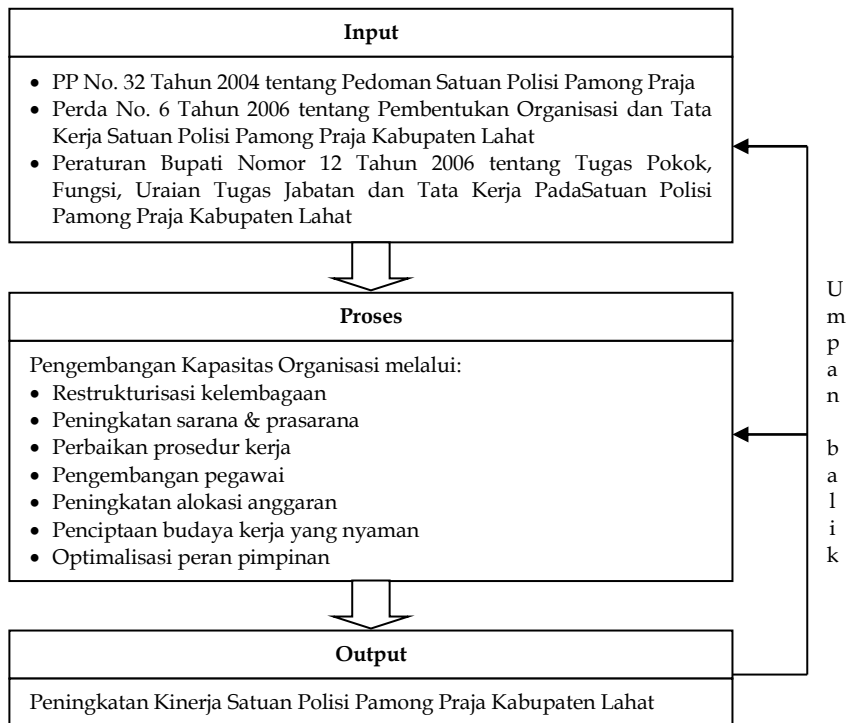 Input
• PP No. 32 Tahun 2004 tentang Pedoman Satuan Polisi Pamong Praja
• Perda No. 6 Tahun 2006 tentang Pembentukan Organisasi dan Tata
Kerja Satuan Polisi Pamong Praja Kabupaten Lahat
• Peraturan Bupati Nomor 12 Tahun 2006 tentang Tugas Pokok,
Fungsi, Uraian Tugas Jabatan dan Tata Kerja PadaSatuan Polisi
Pamong Praja Kabupaten Lahat
Proses
Pengembangan Kapasitas Organisasi melalui:
• Restrukturisasi kelembagaan
• Peningkatan sarana & prasarana
• Perbaikan prosedur kerja
• Pengembangan pegawai
• Peningkatan alokasi anggaran
• Penciptaan budaya kerja yang nyaman
• Optimalisasi peran pimpinan
Output
Peningkatan Kinerja Satuan Polisi Pamong Praja Kabupaten Lahat
Umpan balik